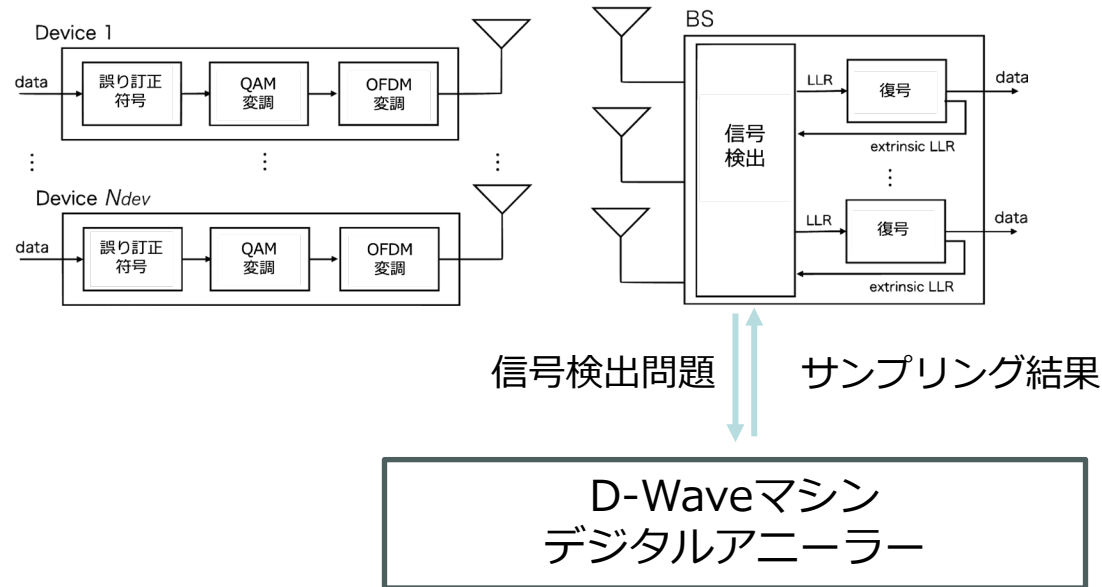 Device 1
data
誤り訂正
符号
QAM
変調
OFDM
変調
⋮ ⋮ ⋮
Device Ndev
data
誤り訂正
符号
QAM
変調
OFDM
変調
BS
信号
検出
LLR
復号
data
extrinsic LLR
⋮
LLR
復号
data
extrinsic LLR
信号検出問題
サンプリング結果
D-Waveマシン
デジタルアニーラー